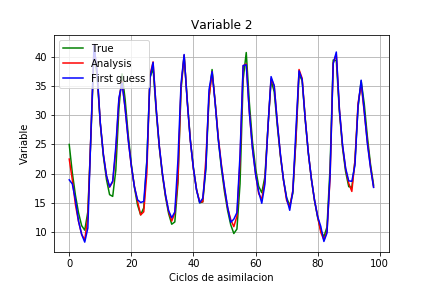 Variable 2
True
Analysis
First guess
Variable
40
35
30
25
20
15
10
0
20
40
60
80
100
Ciclos de asimilacion